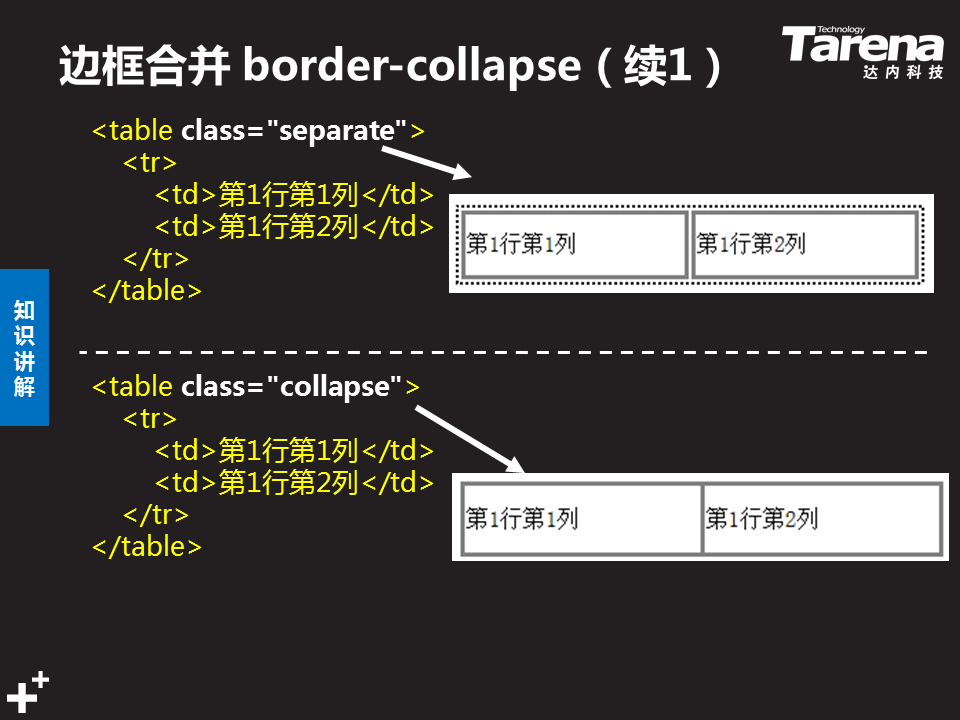 边框合并 border-collapse（续1）
Technology
Tarena
达内科技
<table class="separate">
<tr>
<td>第1行第1列</td>
<td>第1行第2列</td>
</tr>
</table>
第1行第1列 第1行第2列
知识讲解
<table class="collapse">
<tr>
<td>第1行第1列</td>
<td>第1行第2列</td>
</tr>
</table>
第1行第1列 第1行第2列